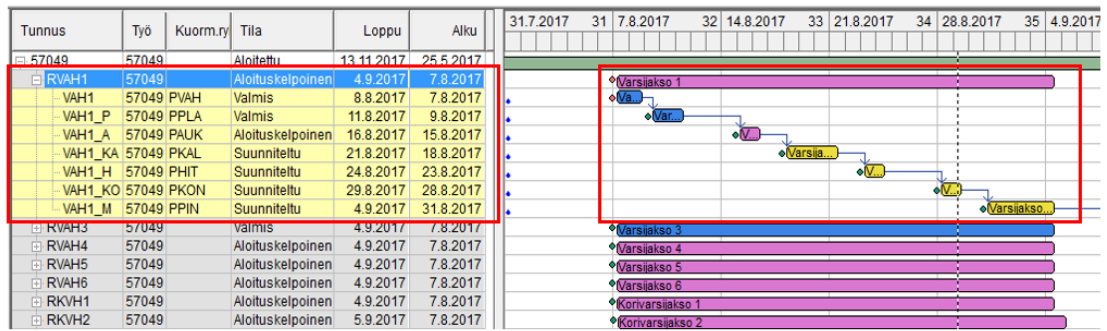 Tunnus Työ Kuorm.ry Tila Loppu Alku 31.7.2017 31 7.8.2017 32 14.8.2017 33 21.8.2017 34 28.8.2017 35 4.9.2017
57049 57049 Aloitettu 13.11.2017 25.5.2017
RVAH1 57049 Aloituskelpoinen 4.9.2017 7.8.2017 Varsijakso 1
VAH1 57049 PVAH Valmis 8.8.2017 7.8.2017 Va...
VAH1_P 57049 PPLA Valmis 11.8.2017 9.8.2017 Var...
VAH1_A 57049 PAUK Aloituskelpoinen 16.8.2017 15.8.2017 V...
VAH1_KA 57049 PKAL Suunniteltu 21.8.2017 18.8.2017 Varsija...
VAH1_H 57049 PHIT Suunniteltu 24.8.2017 23.8.2017 V...
VAH1_KO 57049 PKON Suunniteltu 29.8.2017 28.8.2017 V...
VAH1_M 57049 PPIN Suunniteltu 4.9.2017 31.8.2017 Varsijakso...
RVAH3 57049 Valmis 4.9.2017 7.8.2017 Varsijakso 3
RVAH4 57049 Aloituskelpoinen 4.9.2017 7.8.2017 Varsijakso 4
RVAH5 57049 Aloituskelpoinen 4.9.2017 7.8.2017 Varsijakso 5
RVAH6 57049 Aloituskelpoinen 4.9.2017 7.8.2017 Varsijakso 6
RKVH1 57049 Aloituskelpoinen 4.9.2017 7.8.2017 Korivarsijakso 1
RKVH2 57049 Aloituskelpoinen 5.9.2017 7.8.2017 Korivarsijakso 2